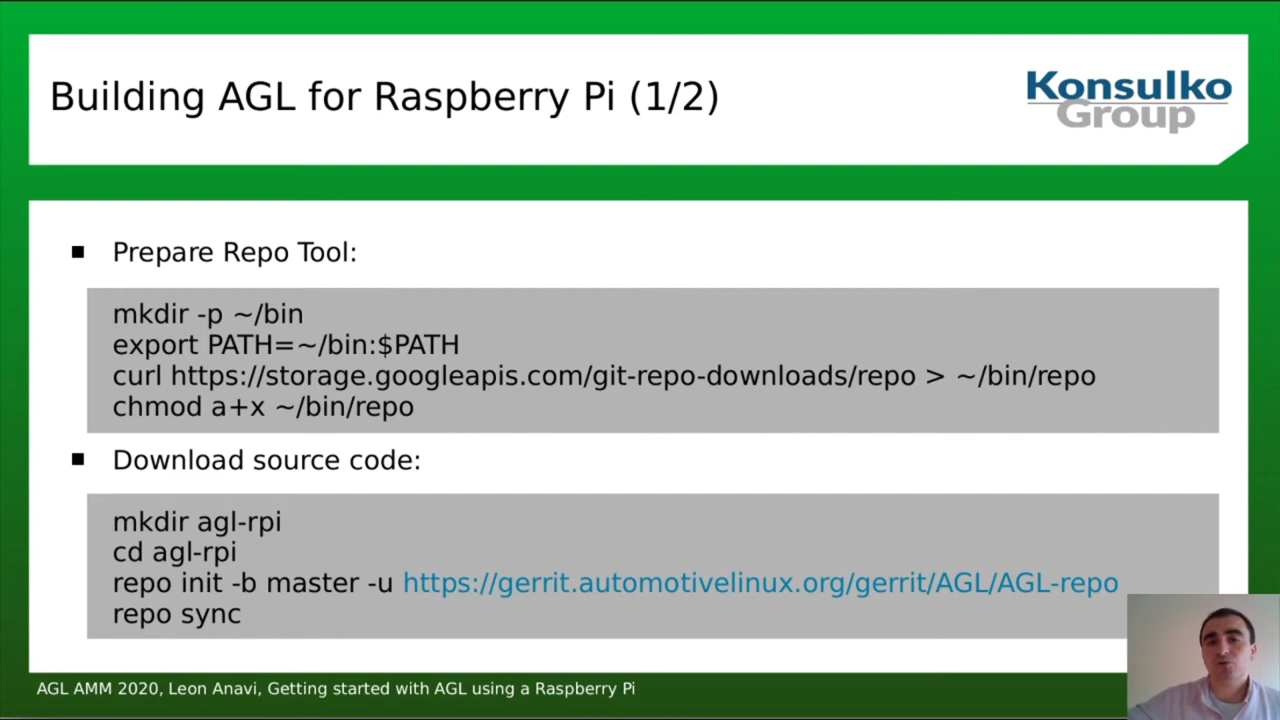 Building AGL for Raspberry Pi (1/2)
Konsulko
Group
Prepare Repo Tool:
mkdir -p ~/bin
export PATH=~/bin:$PATH
curl https://storage.googleapis.com/git-repo-downloads/repo > ~/bin/repo
chmod a+x ~/bin/repo
Download source code:
mkdir agl-rpi
cd agl-rpi
repo init -b master -u https://gerrit.automotivelinux.org/gerrit/AGL/AGL-repo
repo sync
AGL AMM 2020, Leon Anavi, Getting started with AGL using a Raspberry Pi